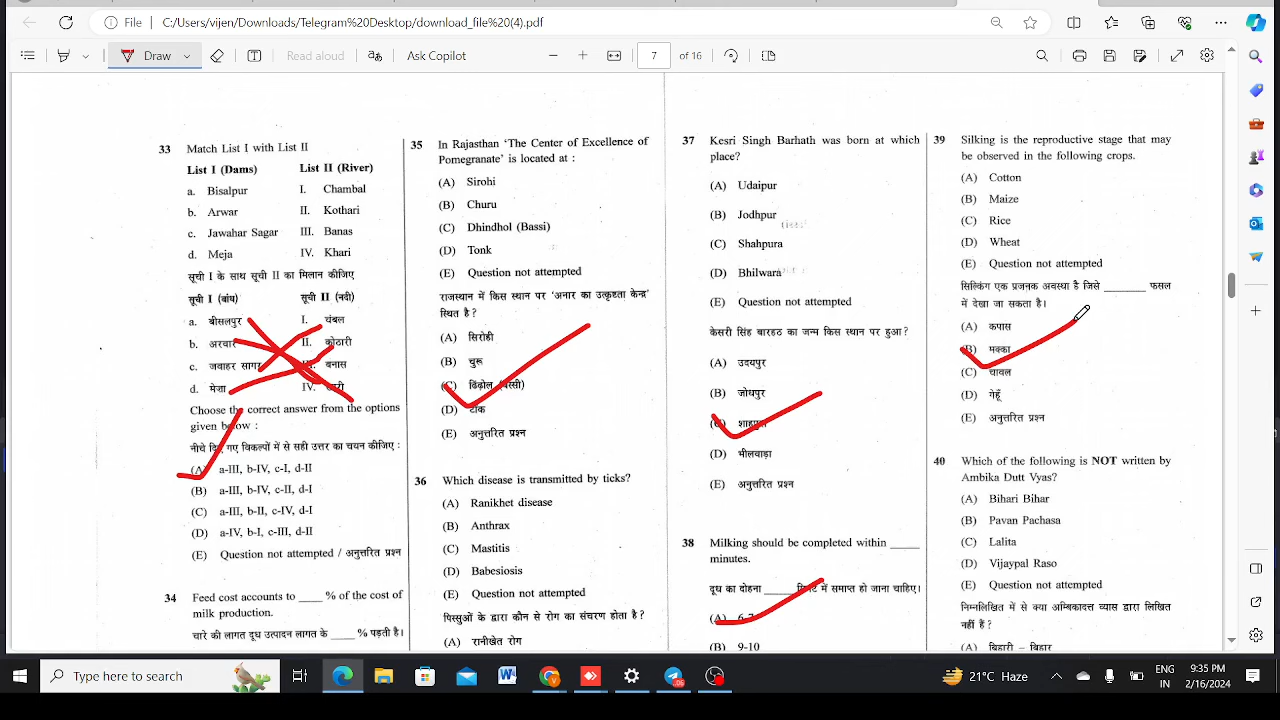 File
C:/Users/vijen/Downloads/Telegram%20Desktop/download_file%20(4).pdf
Draw
Read aloud
Ask Copilot
7
of 16
33 Match List I with List II
List I (Dams) List II (River)
a. Bisalpur I. Chambal
b. Arwar II. Kothari
c. Jawahar Sagar III. Banas
d. Meja IV. Khari
सूची I के साथ सूची II का मिलान कीजिए
सूची I (बांध) सूची II (नदी)
a. बीसलपुर I. चंबल
b. अरवार II. कोठारी
c. जवाहर सागर बनास
d. मेजा IV.
Choose the correct answer from the options
given below :
नीचे दिए गए विकल्पों में से सही उत्तर का चयन कीजिए :
(A) a-III, b-IV, c-I, d-II
(B) a-III, b-IV, c-II, d-I
(C) a-III, b-II, c-IV, d-I
(D) a-IV, b-I, c-III, d-II
(E) Question not attempted / अनुत्तरित प्रश्न
34 Feed cost accounts to ____ % of the cost of
milk production.
चारे की लागत दूध उत्पादन लागत के ____ % पड़ती है।
35 In Rajasthan ‘The Center of Excellence of
Pomegranate’ is located at :
(A) Sirohi
(B) Churu
(C) Dhindhol (Bassi)
(D) Tonk
(E) Question not attempted
राजस्थान में किस स्थान पर ‘अनार का उत्कृष्टता केन्द्र’
स्थित है ?
(A) सिरोही
(B) चुरू
(C) ढिंढ़ोल (बस्सी)
(D) टोंक
(E) अनुत्तरित प्रश्न
36 Which disease is transmitted by ticks?
(A) Ranikhet disease
(B) Anthrax
(C) Mastitis
(D) Babesiosis
(E) Question not attempted
पिस्सुओं के द्वारा कौन से रोग का संचरण होता है ?
(A) रानीखेत रोग
37 Kesri Singh Barhath was born at which
place?
(A) Udaipur
(B) Jodhpur
(C) Shahpura
(D) Bhilwara
(E) Question not attempted
केसरी सिंह बारहठ का जन्म किस स्थान पर हुआ ?
(A) उदयपुर
(B) जोधपुर
(C) शाहपुरा
(D) भीलवाड़ा
(E) अनुत्तरित प्रश्न
38 Milking should be completed within ____
minutes.
दूध का दोहना ____ मिनट में समाप्त हो जाना चाहिए।
(A) 6-7
(B) 9-10
39 Silking is the reproductive stage that may
be observed in the following crops.
(A) Cotton
(B) Maize
(C) Rice
(D) Wheat
(E) Question not attempted
सिल्किंग एक प्रजनक अवस्था है जिसे ____ फसल
में देखा जा सकता है।
(A) कपास
(B) मक्का
(C) चावल
(D) गेहूँ
(E) अनुत्तरित प्रश्न
40 Which of the following is NOT written by
Ambika Dutt Vyas?
(A) Bihari Bihar
(B) Pavan Pachasa
(C) Lalita
(D) Vijaypal Raso
(E) Question not attempted
निम्नलिखित में से क्या अम्बिकादत्त व्यास द्वारा लिखित
नहीं हैं ?
(A) बिहारी – बिहार
Type here to search
21°C Haze
ENG
IN
9:35 PM
2/16/2024